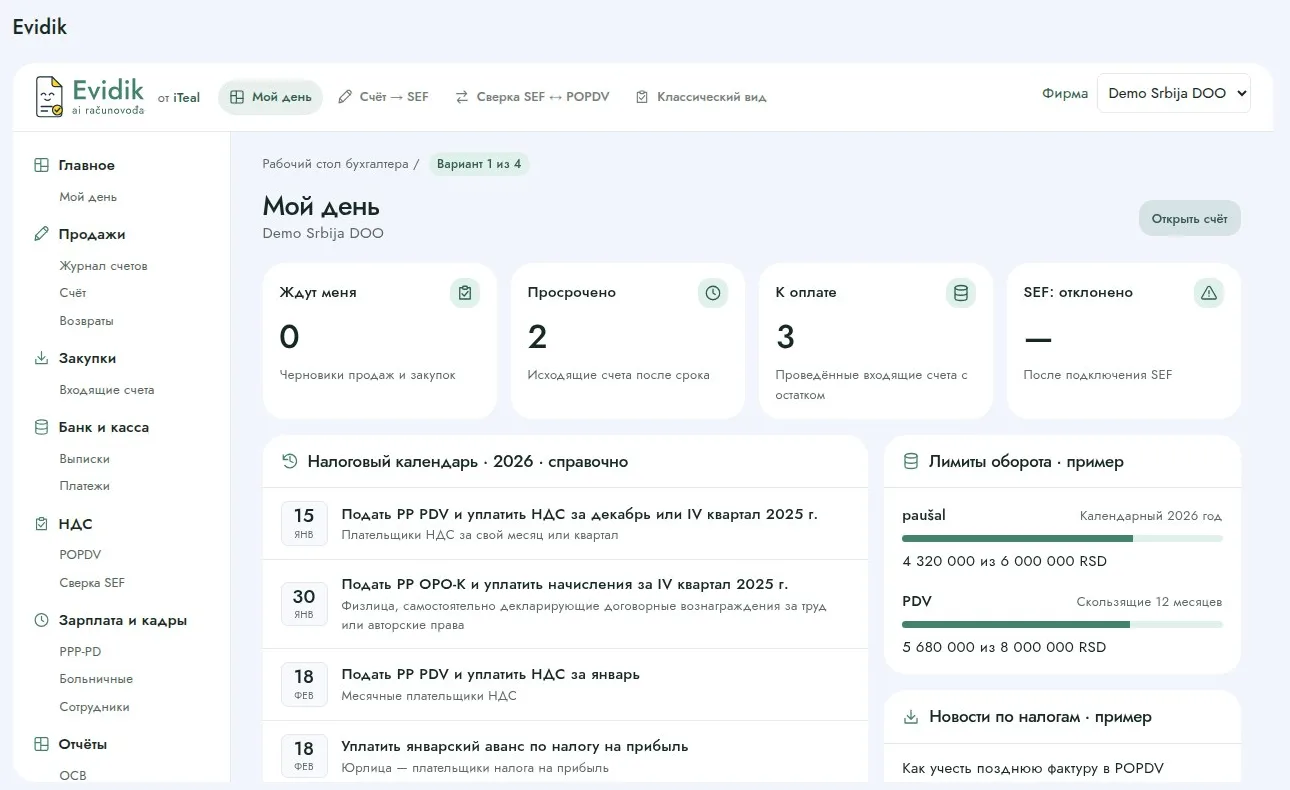 Evidik
Evidik
ai računovođa
от iTeal
Мой день
Счёт → SEF
Сверка SEF ↔ POPDV
Классический вид
Фирма
Demo Srbija DOO
Главное
Мой день
Продажи
Журнал счетов
Счёт
Возвраты
Закупки
Входящие счета
Банк и касса
Выписки
Платежи
НДС
POPDV
Сверка SEF
Зарплата и кадры
PPP-PD
Больничные
Сотрудники
Отчёты
ОСВ
Рабочий стол бухгалтера /
Вариант 1 из 4
Мой день
Demo Srbija DOO
Открыть счёт
Ждут меня
0
Черновики продаж и закупок
Просрочено
2
Исходящие счета после срока
К оплате
3
Проведённые входящие счета с
остатком
SEF: отклонено
—
После подключения SEF
Налоговый календарь · 2026 · справочно
15
ЯНВ
Подать PP PDV и уплатить НДС за декабрь или IV квартал 2025 г.
Плательщики НДС за свой месяц или квартал
30
ЯНВ
Подать PP OPO-K и уплатить начисления за IV квартал 2025 г.
Физлица, самостоятельно декларирующие договорные вознаграждения за труд
или авторские права
18
ФЕВ
Подать PP PDV и уплатить НДС за январь
Месячные плательщики НДС
18
ФЕВ
Уплатить январский аванс по налогу на прибыль
Юрлица — плательщики налога на прибыль
Лимиты оборота · пример
paušal
Календарный 2026 год
4 320 000 из 6 000 000 RSD
PDV
Скользящие 12 месяцев
5 680 000 из 8 000 000 RSD
Новости по налогам · пример
Как учесть позднюю фактуру в POPDV